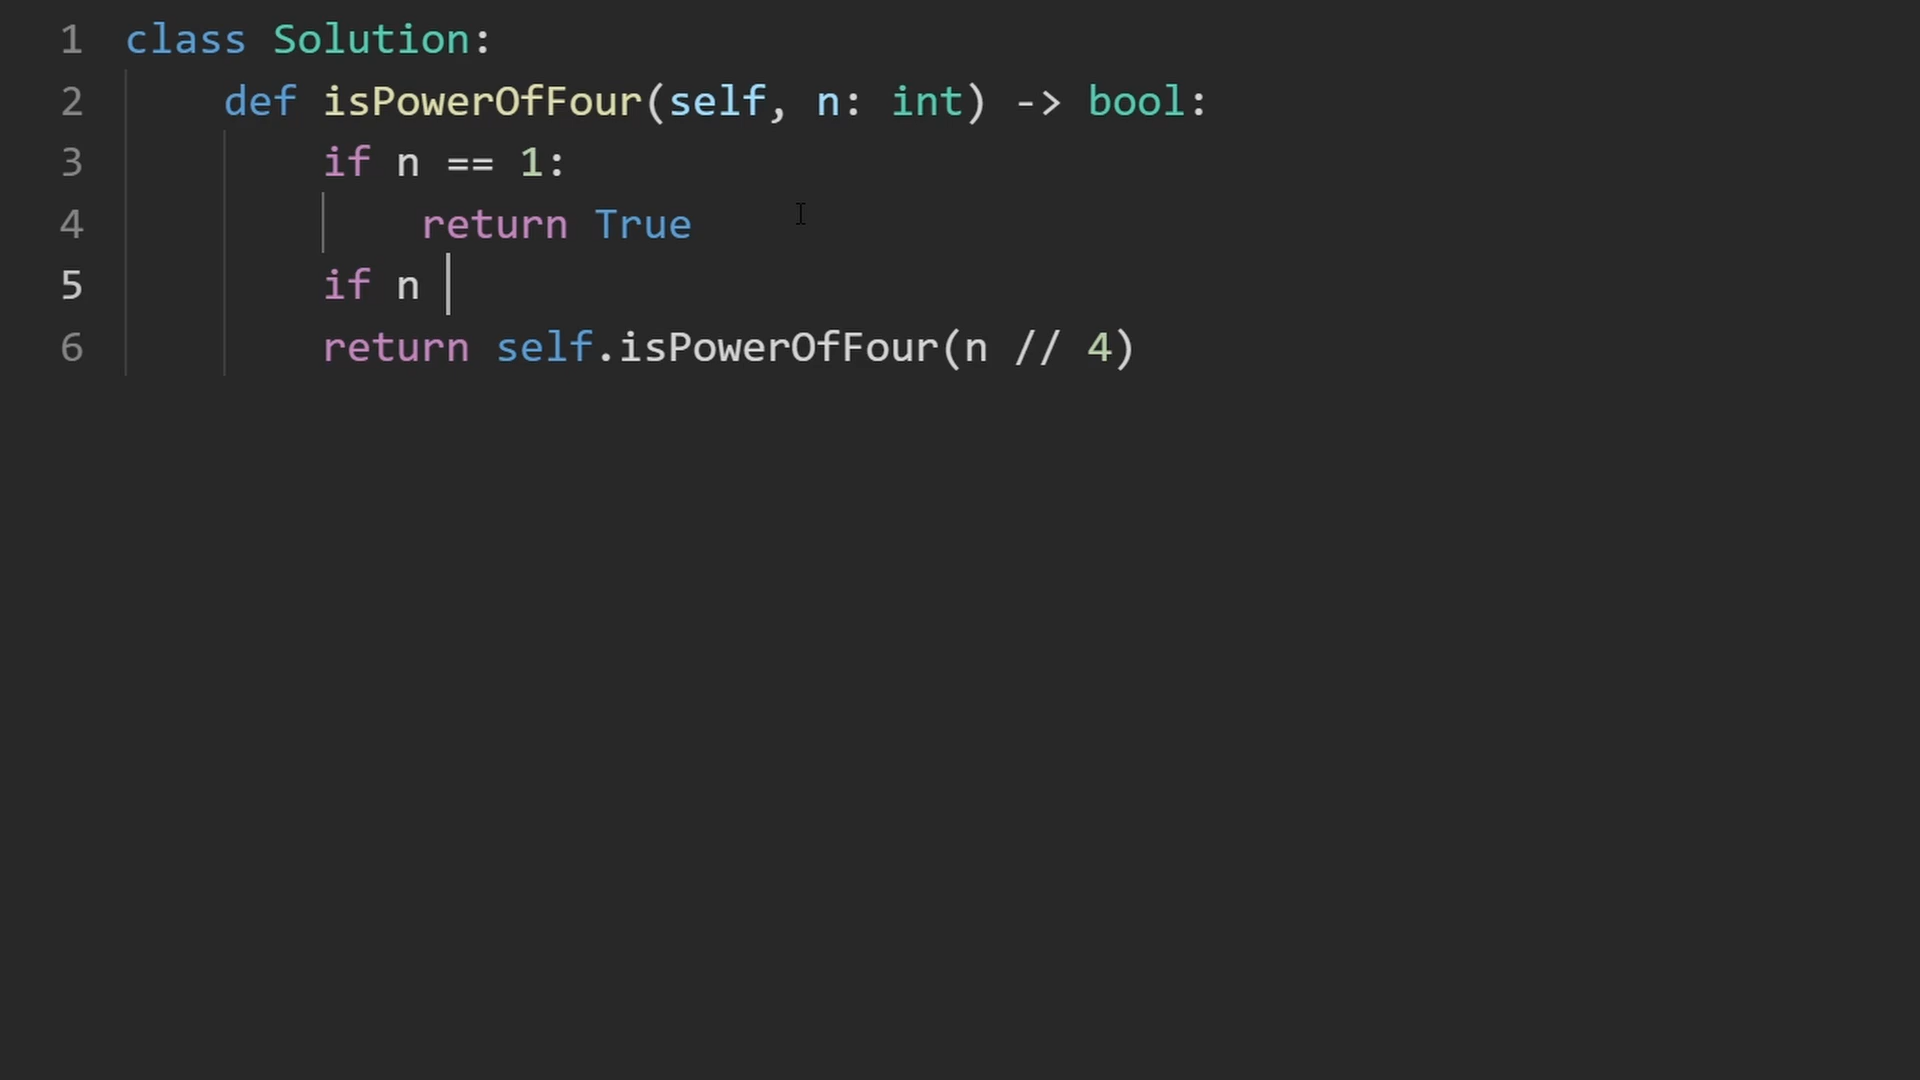 1 class Solution:
2     def isPowerOfFour(self, n: int) -> bool:
3         if n == 1:
4             return True
5         if n
6         return self.isPowerOfFour(n // 4)